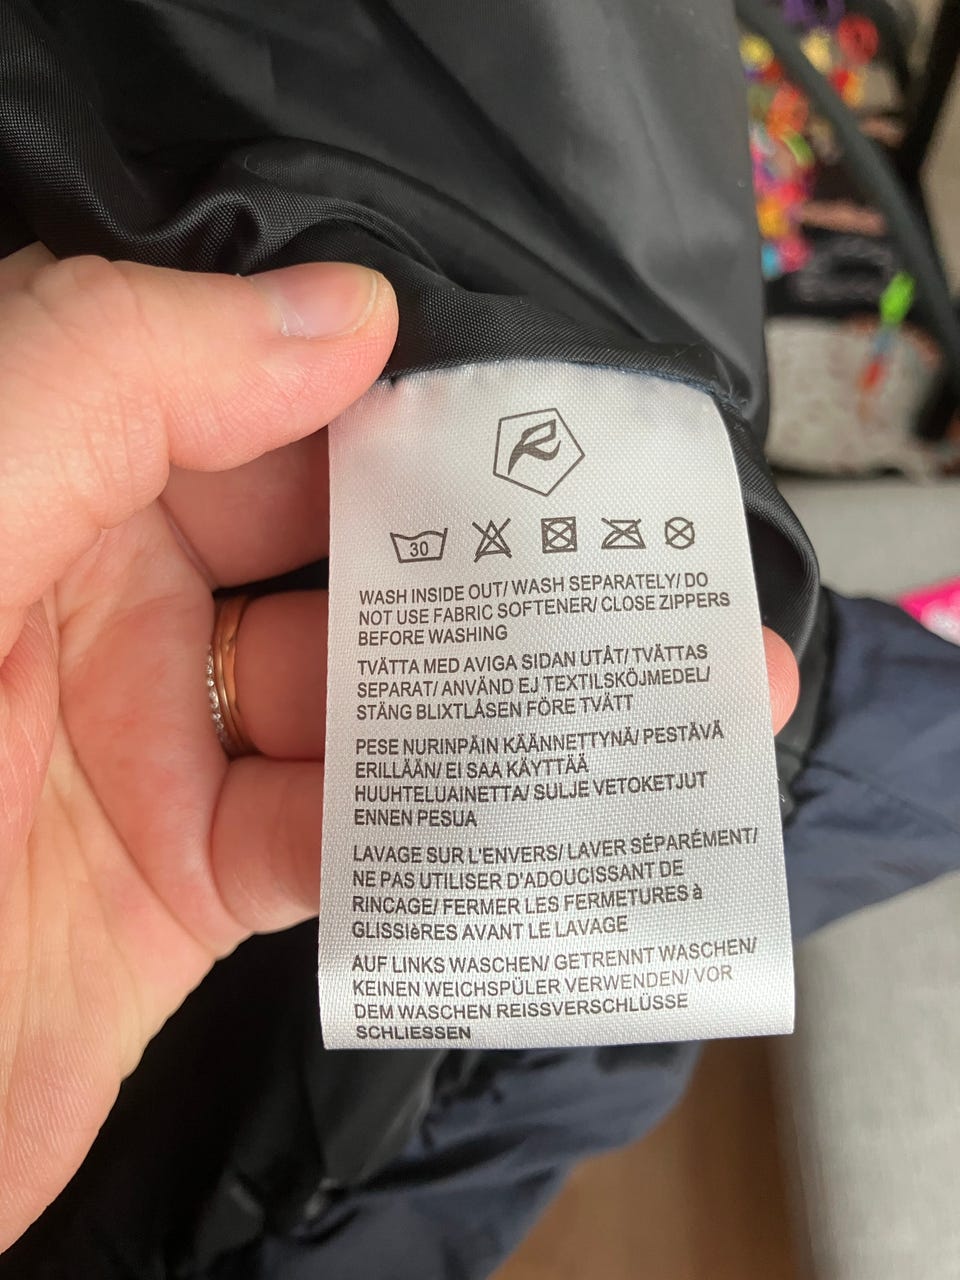 30
WASH INSIDE OUT/ WASH SEPARATELY/ DO
NOT USE FABRIC SOFTENER/ CLOSE ZIPPERS
BEFORE WASHING
TVÄTTA MED AVIGA SIDAN UTÅT/ TVÄTTAS
SEPARAT/ ANVÄND EJ TEXTILSKÖJMEDEL/
STÄNG BLIXTLÅSEN FÖRE TVÄTT
PESE NURINPÄIN KÄÄNNETTYNÄ/ PESTÄVÄ
ERILLÄÄN/ EI SAA KÄYTTÄÄ
HUUHTELUAINETTA/ SULJE VETOKETJUT
ENNEN PESUA
LAVAGE SUR L'ENVERS/ LAVER SÉPARÉMENT/
NE PAS UTILISER D'ADOUCISSANT DE
RINCAGE/ FERMER LES FERMETURES à
GLISSIèRES AVANT LE LAVAGE
AUF LINKS WASCHEN/ GETRENNT WASCHEN/
KEINEN WEICHSPÜLER VERWENDEN/ VOR
DEM WASCHEN REISSVERSCHLÜSSE
SCHLIESSEN